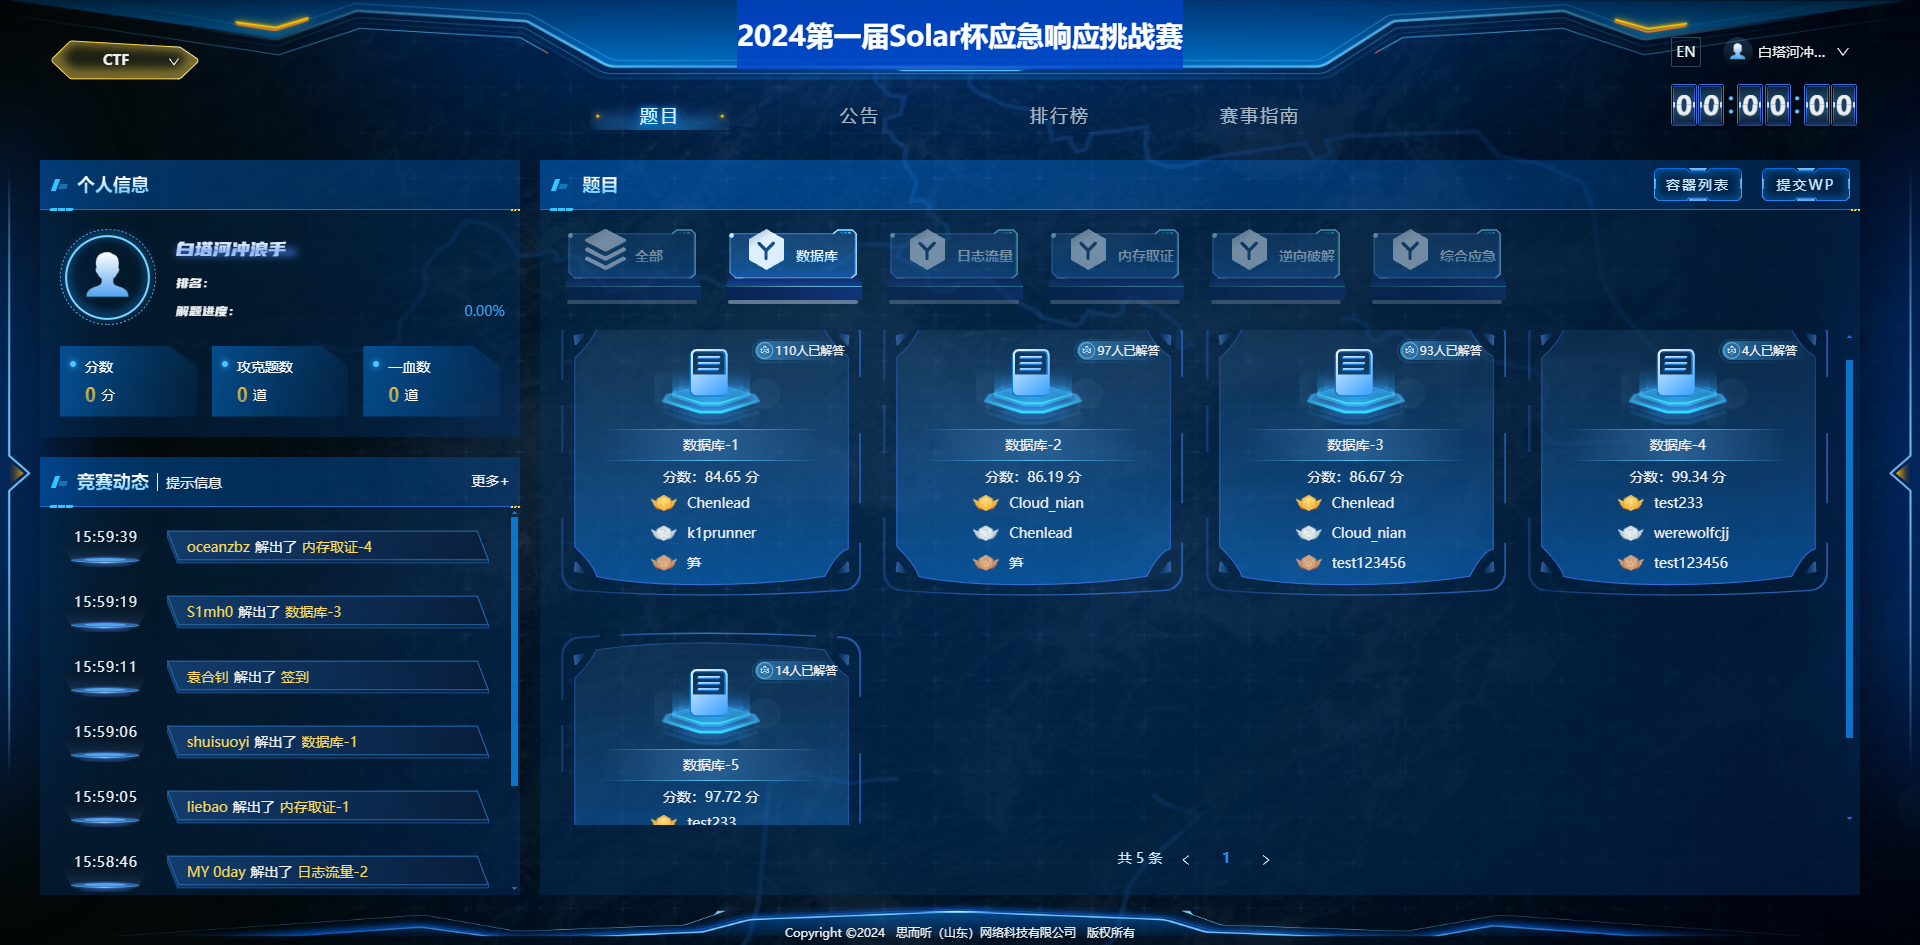 2024第一届Solar杯应急响应挑战赛
CTF
EN
白塔河冲...
00:00:00
题目
公告
排行榜
赛事指南
个人信息
白塔河冲浪手
排名：
解题进度：
0.00%
分数
0 分
攻克题数
0 道
一血数
0 道
竞赛动态
提示信息
更多+
15:59:39
oceanzbz 解出了 内存取证-4
15:59:19
S1mh0 解出了 数据库-3
15:59:11
袁合钊 解出了 签到
15:59:06
shuisuoyi 解出了 数据库-1
15:59:05
liebao 解出了 内存取证-1
15:58:46
MY 0day 解出了 日志流量-2
题目
容器列表
提交WP
全部
数据库
日志流量
内存取证
逆向破解
综合应急
110人已解答
数据库-1
分数：84.65 分
Chenlead
k1prunner
笋
97人已解答
数据库-2
分数：86.19 分
Cloud_nian
Chenlead
笋
93人已解答
数据库-3
分数：86.67 分
Chenlead
Cloud_nian
test123456
4人已解答
数据库-4
分数：99.34 分
test233
werewolfcjj
test123456
14人已解答
数据库-5
分数：97.72 分
test233
共 5 条 < 1 >
Copyright ©2024 思而听（山东）网络科技有限公司 版权所有